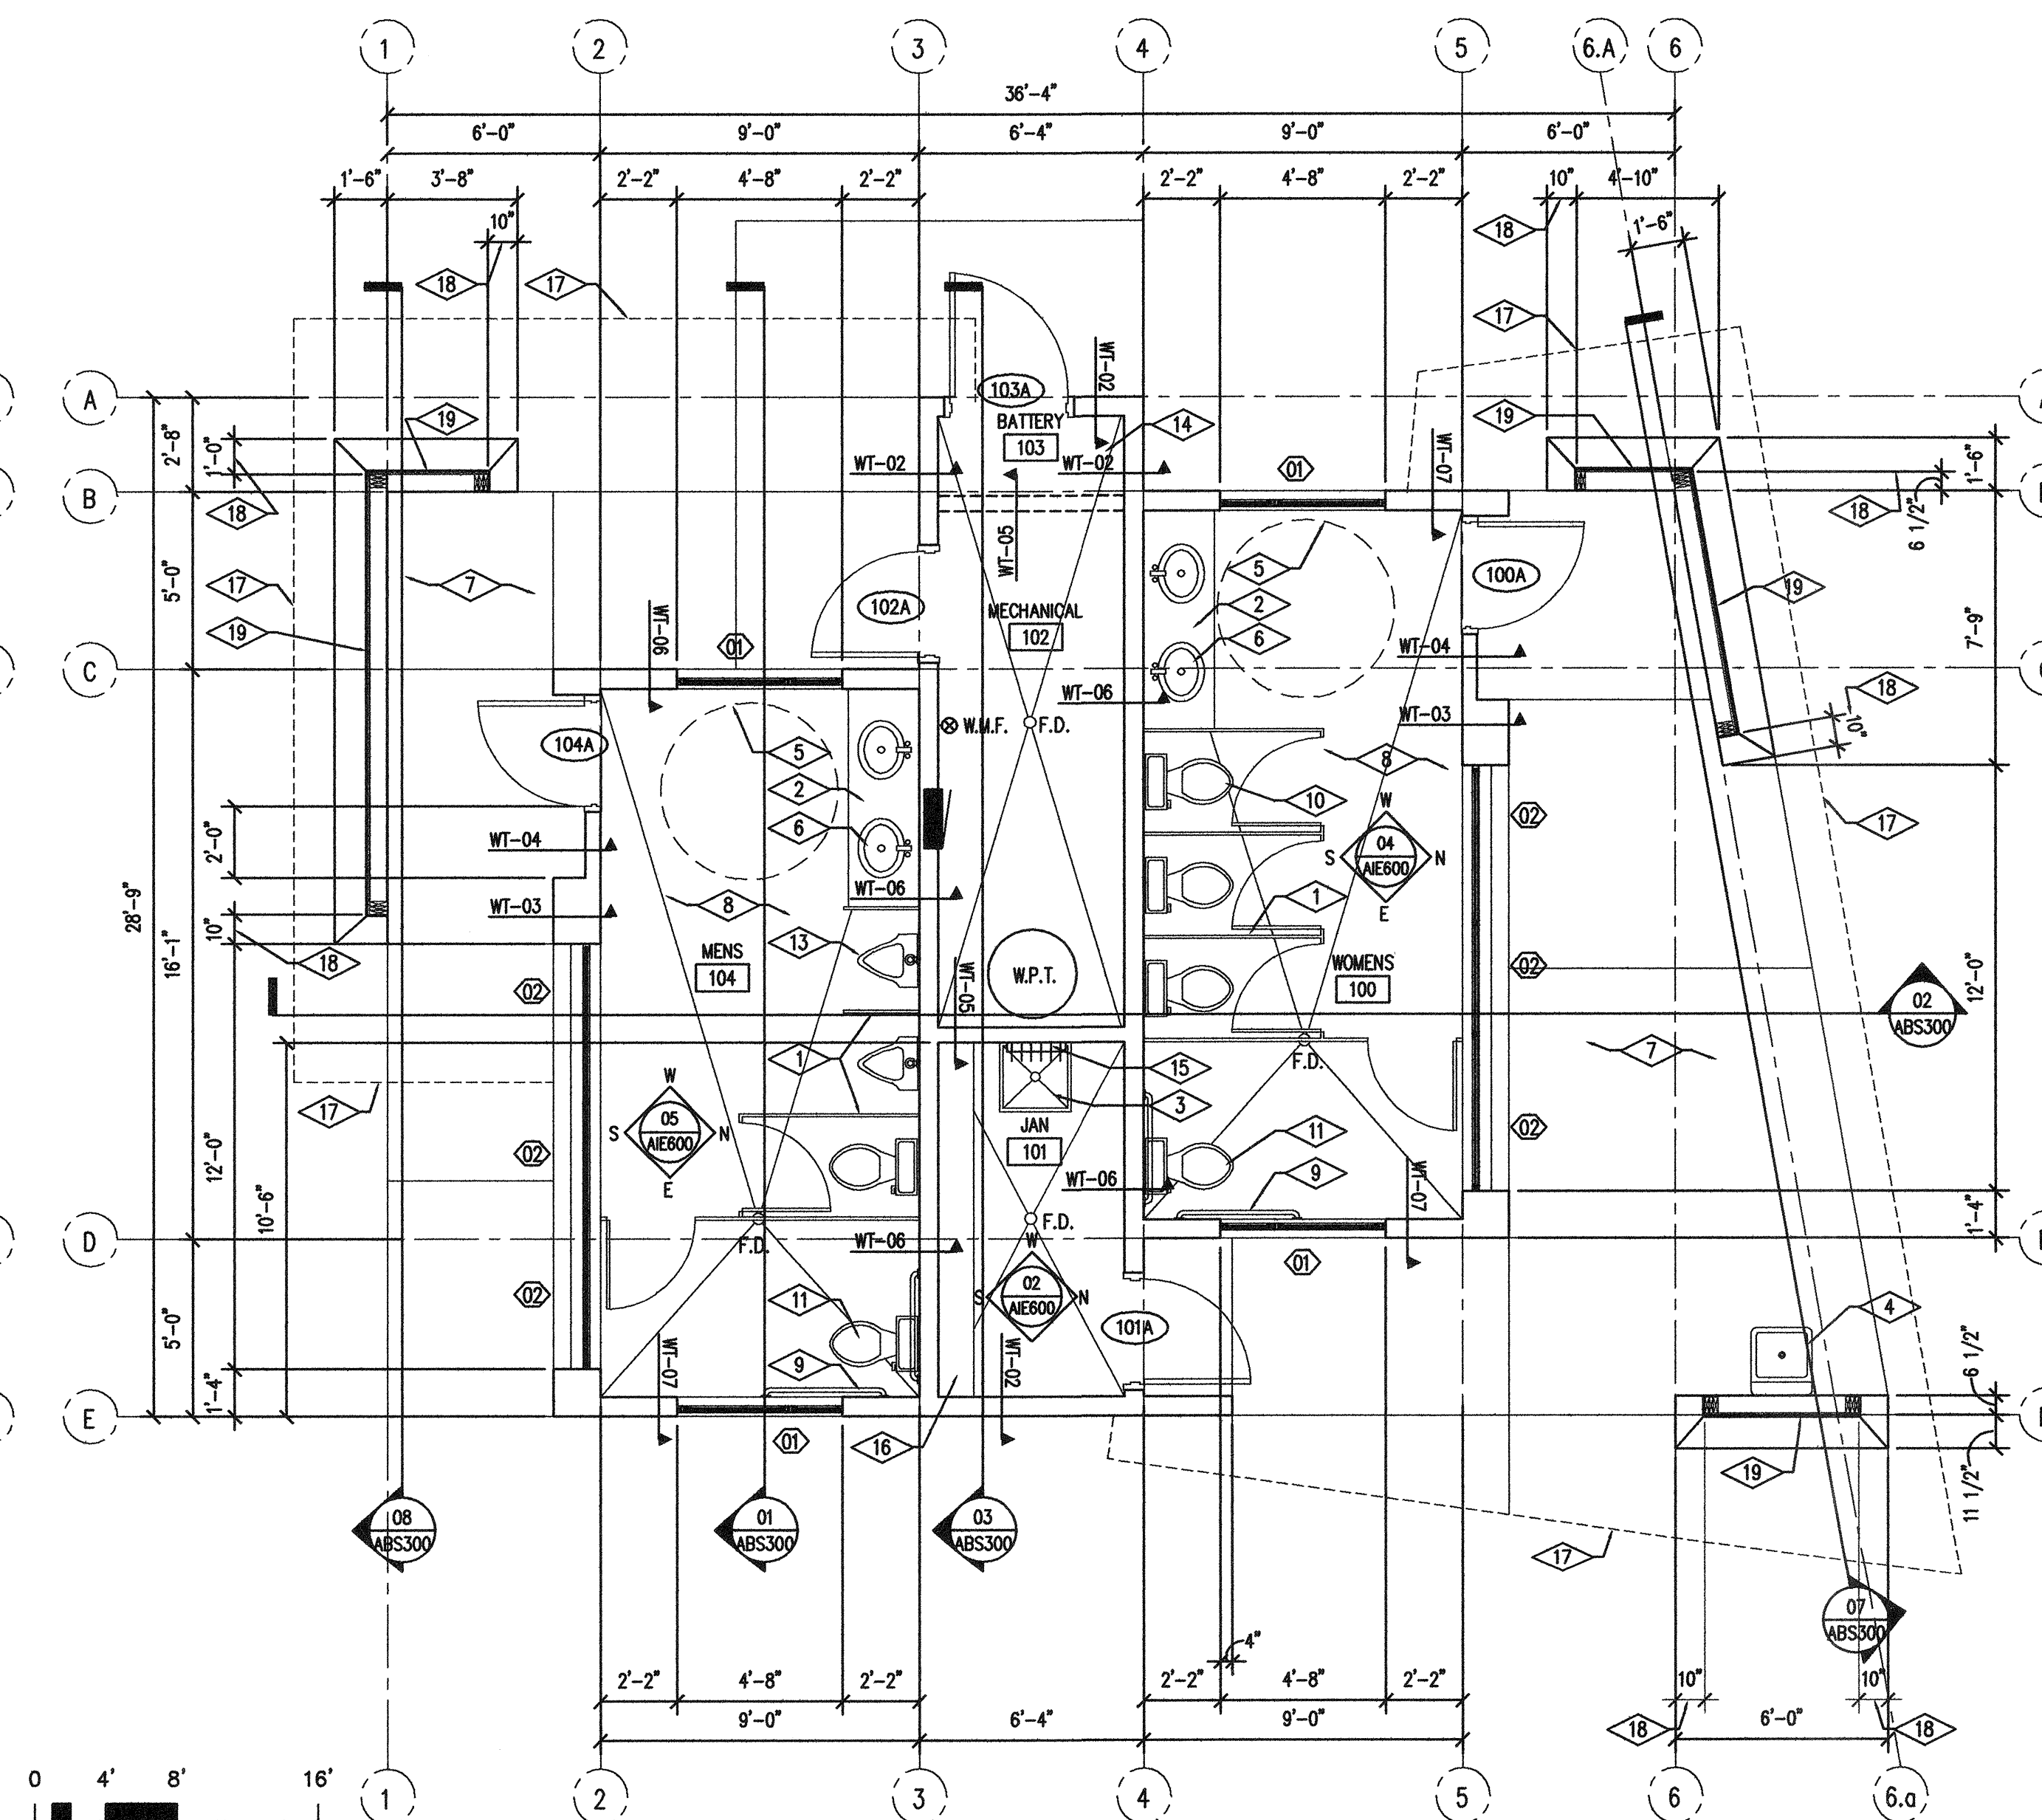 1 2 3 4 5 6.A 6
36'-4"
6'-0" 9'-0" 6'-4" 9'-0" 6'-0"
1'-6" 3'-8" 2'-2" 4'-8" 2'-2" 2'-2" 4'-8" 2'-2" 10" 4'-10"
10" 18 1'-6"
18 17 17
A 103A WT-02
BATTERY
103
14
2'-8" 1'-0" 19 19
WT-02 WT-02 01 WT-07 1'-6"
B 18 18 6 1/2"
WT-05
5'-0" 17 7 102A 5 100A 19
MECHANICAL
102
2
19 WT-06 01 6 WT-04 7'-9"
C WT-06 18
104A 5 W.M.F. F.D. WT-03 10"
2 8 10
02 17
2'-0" WT-04 6 W
04
AIE600
S N
E
28'-9" WT-06 1
WT-03 8
10" 16'-1" 13
MENS
104
WOMENS
100
18 W.P.T. WT-05 02
02 02
ABS300
12'-0"
7
1 F.D.
15
17 3
W
05
AIE600
S N
E
JAN
101
11 02
02
12'-0" WT-06 9 WT-07
10'-6" 1'-4"
D F.D. WT-06 F.D.
W
02
AIE600
S N
01
02 11 101A 4
5'-0" WT-07 9 WT-02 6 1/2"
1'-4"
E 01 16 19
11 1/2"
08
ABS300
01
ABS300
03
ABS300
17
07
ABS300
4"
2'-2" 4'-8" 2'-2" 2'-2" 4'-8" 2'-2" 10" 10"
9'-0" 6'-4" 9'-0" 18 6'-0" 18
0 4' 8' 16'
1 2 3 4 5 6 6.a